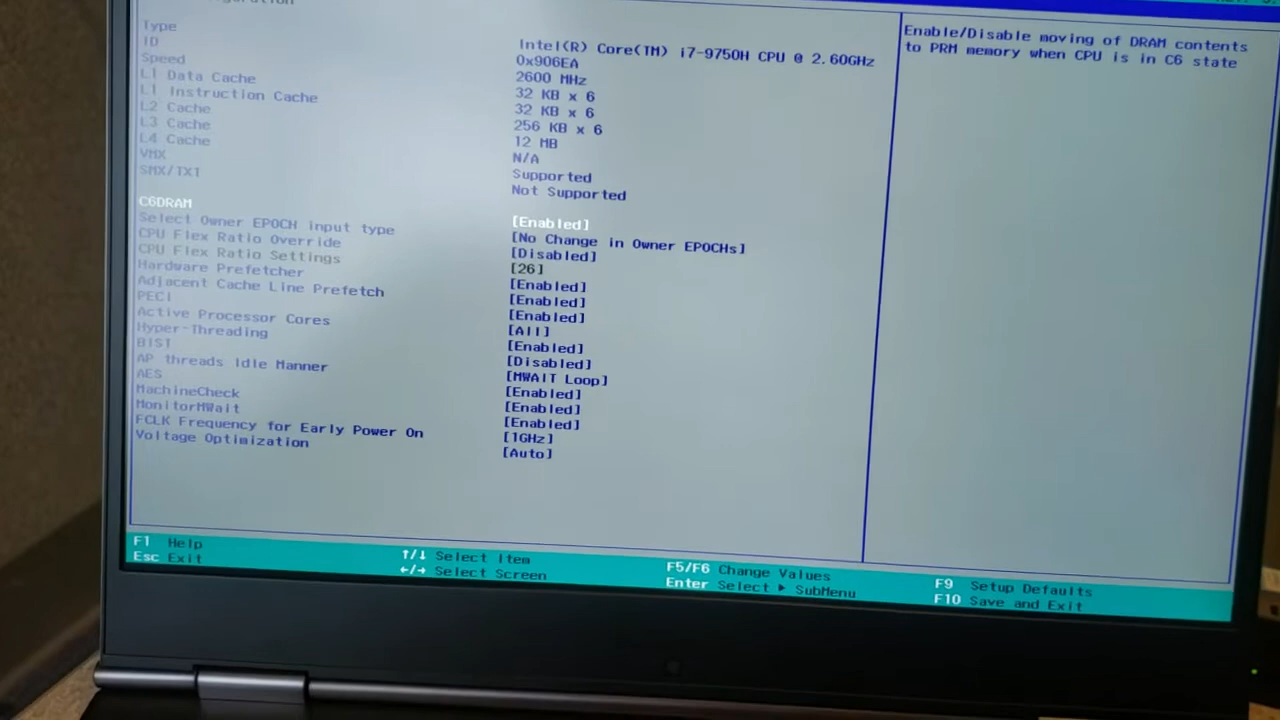 Type Intel(R) Core(TM) i7-9750H CPU @ 2.60GHz
ID 0x906EA
Speed 2600 MHz
L1 Data Cache 32 KB x 6
L1 Instruction Cache 32 KB x 6
L2 Cache 256 KB x 6
L3 Cache 12 MB
L4 Cache N/A
VMX Supported
SMX/TXT Not Supported
C6DRAM [Enabled]
Select Owner EPOCH input type [No Change in Owner EPOCHs]
CPU Flex Ratio Override [Disabled]
CPU Flex Ratio Settings [26]
Hardware Prefetcher [Enabled]
Adjacent Cache Line Prefetch [Enabled]
PECI [Enabled]
Active Processor Cores [All]
Hyper-Threading [Enabled]
BIST [Disabled]
AP threads Idle Manner [MWAIT Loop]
AES [Enabled]
MachineCheck [Enabled]
MonitorMWait [Enabled]
FCLK Frequency for Early Power On [1GHz]
Voltage Optimization [Auto]
Enable/Disable moving of DRAM contents
to PRM memory when CPU is in C6 state
F1 Help ↑/↓ Select Item F5/F6 Change Values F9 Setup Defaults
Esc Exit ←/→ Select Screen Enter Select ▶ SubMenu F10 Save and Exit